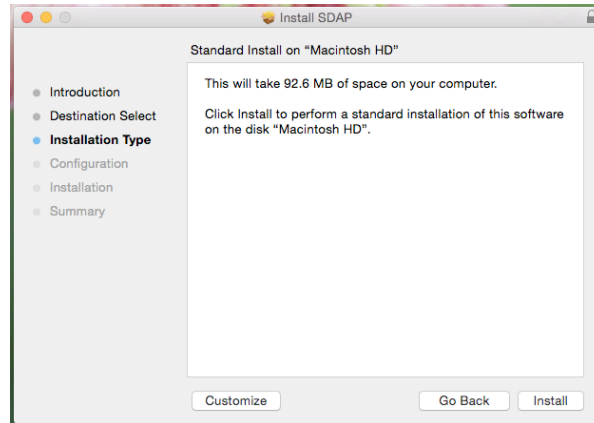 Install SDAP
Standard Install on “Macintosh HD”
Introduction
Destination Select
Installation Type
Configuration
Installation
Summary
This will take 92.6 MB of space on your computer.
Click Install to perform a standard installation of this software
on the disk “Macintosh HD”.
Customize
Go Back
Install